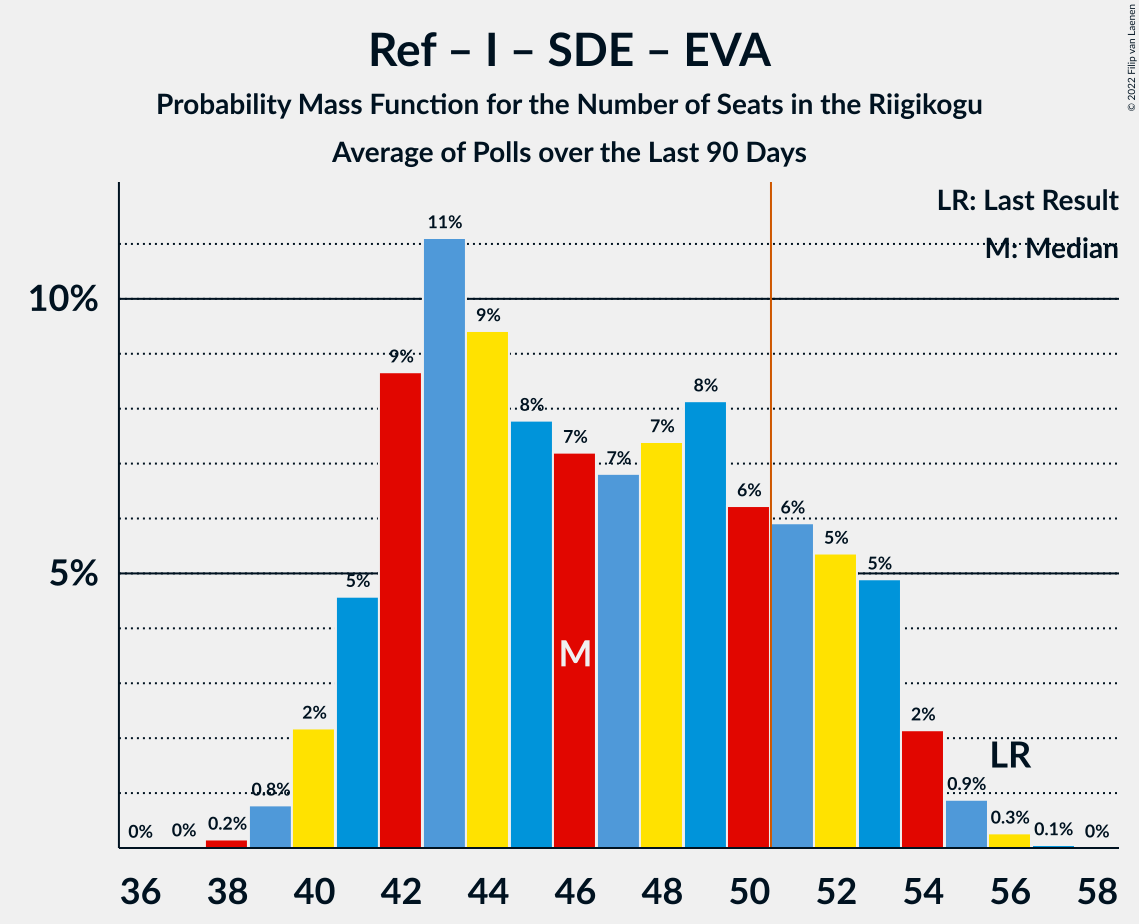 Ref – I – SDE – EVA
Probability Mass Function for the Number of Seats in the Riigikogu
Average of Polls over the Last 90 Days
© 2022 Filip van Laenen
LR: Last Result
M: Median
10%
5%
0%
0%
0.2%
0.8%
2%
5%
9%
11%
9%
8%
7%
7%
7%
8%
6%
6%
5%
5%
2%
0.9%
0.3%
0.1%
0%
M
LR
36 38 40 42 44 46 48 50 52 54 56 58